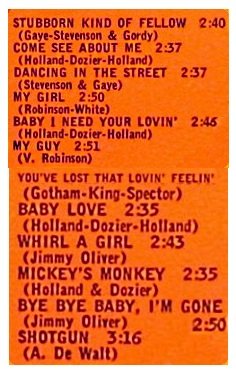 STUBBORN KIND OF FELLOW 2:40
(Gaye-Stevenson & Gordy)
COME SEE ABOUT ME 2:37
(Holland-Dozier-Holland)
DANCING IN THE STREET 2:37
(Stevenson & Gaye)
MY GIRL 2:50
(Robinson-White)
BABY I NEED YOUR LOVIN' 2:46
(Holland-Dozier-Holland)
MY GUY 2:51
(V. Robinson)
YOU'VE LOST THAT LOVIN' FEELIN'
(Gotham-King-Spector)
BABY LOVE 2:35
(Holland-Dozier-Holland)
WHIRL A GIRL 2:43
(Jimmy Oliver)
MICKEY'S MONKEY 2:35
(Holland & Dozier)
BYE BYE BABY, I'M GONE
(Jimmy Oliver) 2:50
SHOTGUN 3:16
(A. De Walt)